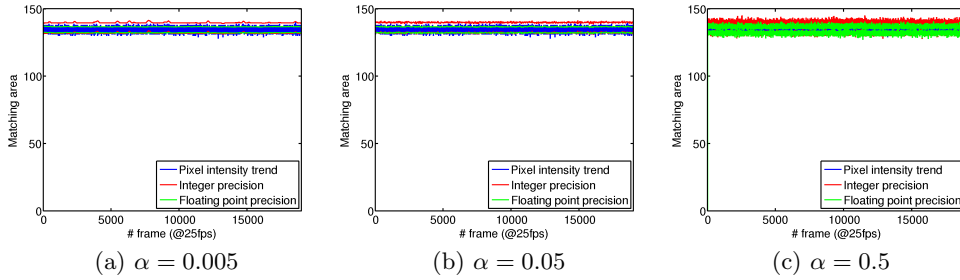 150
100
50
0
Matching area
0 5000 10000 15000
# frame (@25fps)
Pixel intensity trend
Integer precision
Floating point precision
(a) α = 0.005
150
100
50
0
Matching area
0 5000 10000 15000
# frame (@25fps)
Pixel intensity trend
Integer precision
Floating point precision
(b) α = 0.05
150
100
50
0
Matching area
0 5000 10000 15000
# frame (@25fps)
Pixel intensity trend
Integer precision
Floating point precision
(c) α = 0.5